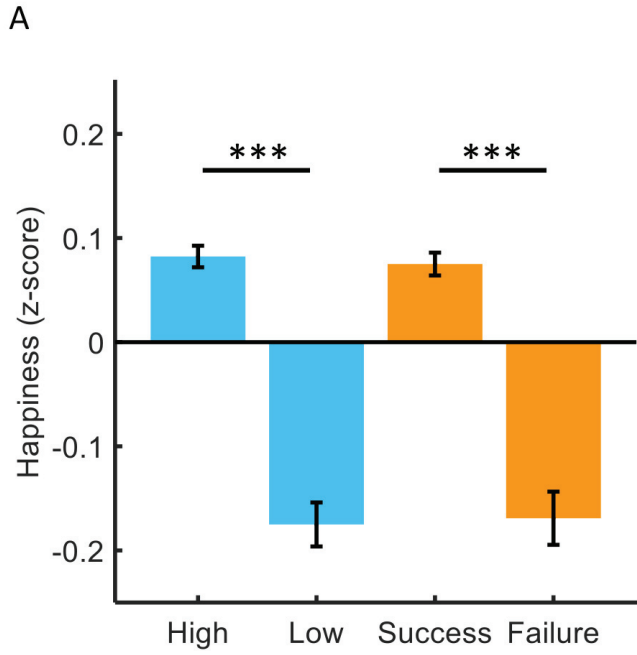 A
Happiness (z-score)
0.2
0.1
0
-0.1
-0.2
*** ***
High Low Success Failure